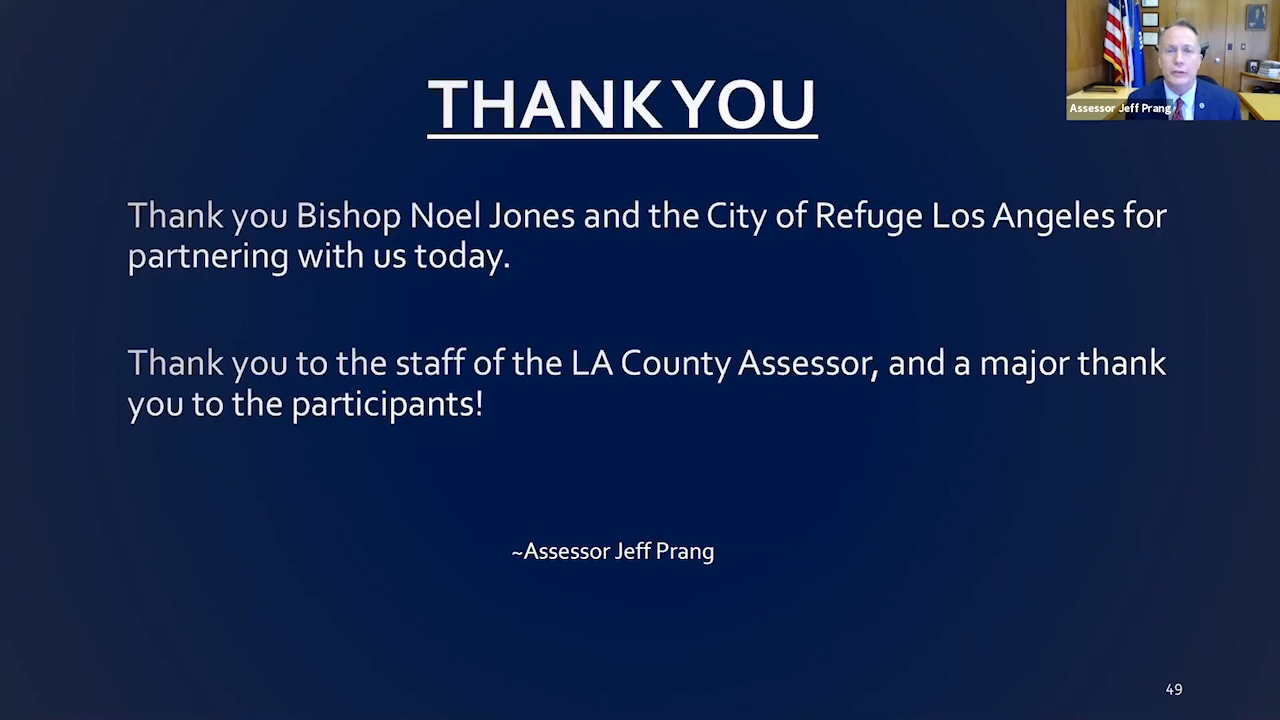 THANK YOU
Assessor Jeff Prang
Thank you Bishop Noel Jones and the City of Refuge Los Angeles for
partnering with us today.
Thank you to the staff of the LA County Assessor, and a major thank
you to the participants!
~Assessor Jeff Prang
49